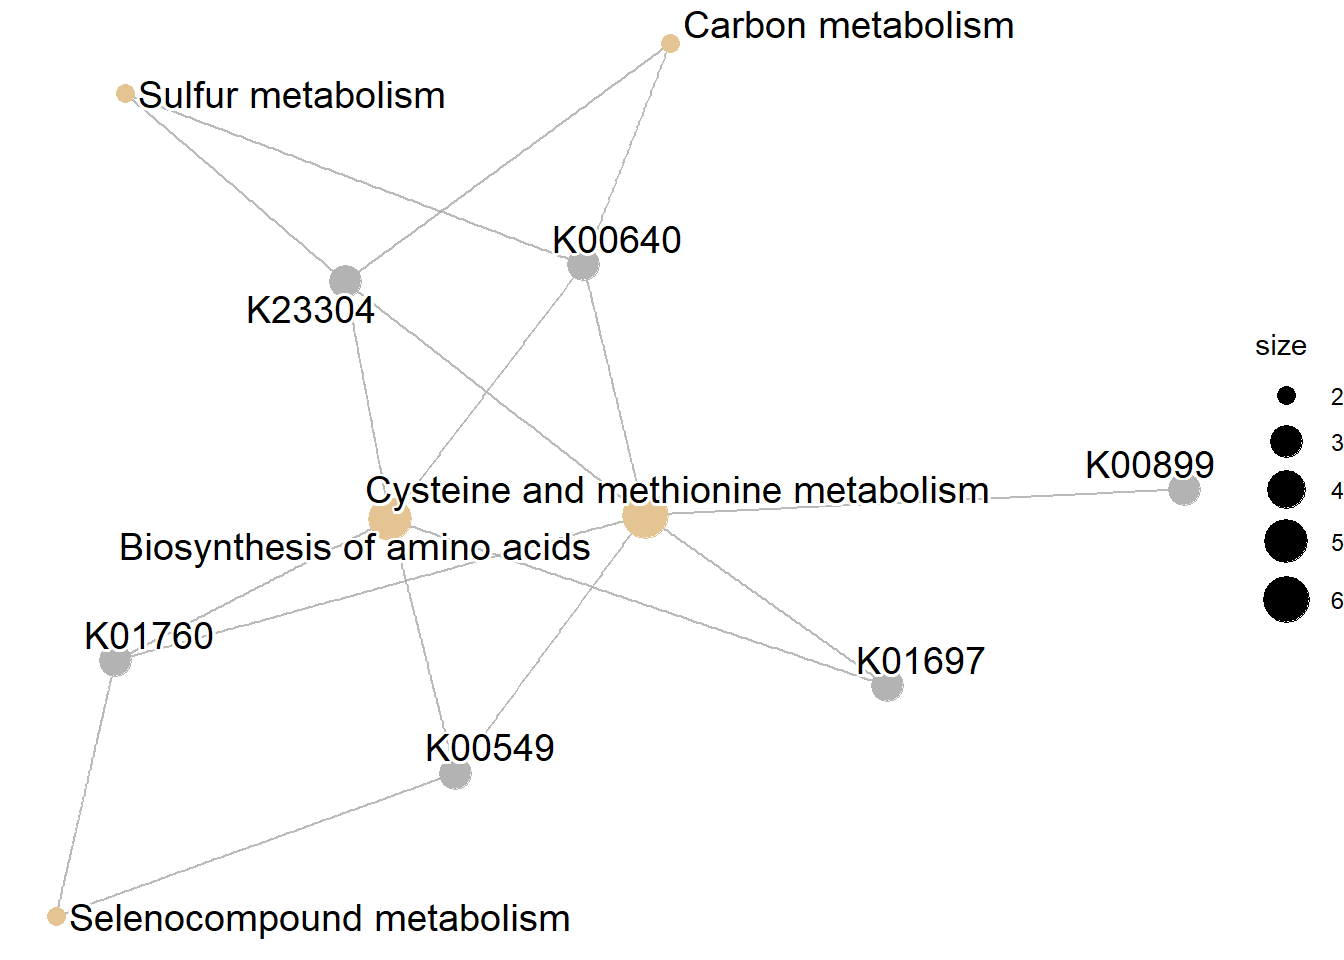 Carbon metabolism
Sulfur metabolism
K00640
K23304
size
2
3
4
5
6
K00899
Cysteine and methionine metabolism
Biosynthesis of amino acids
K01760
K01697
K00549
Selenocompound metabolism